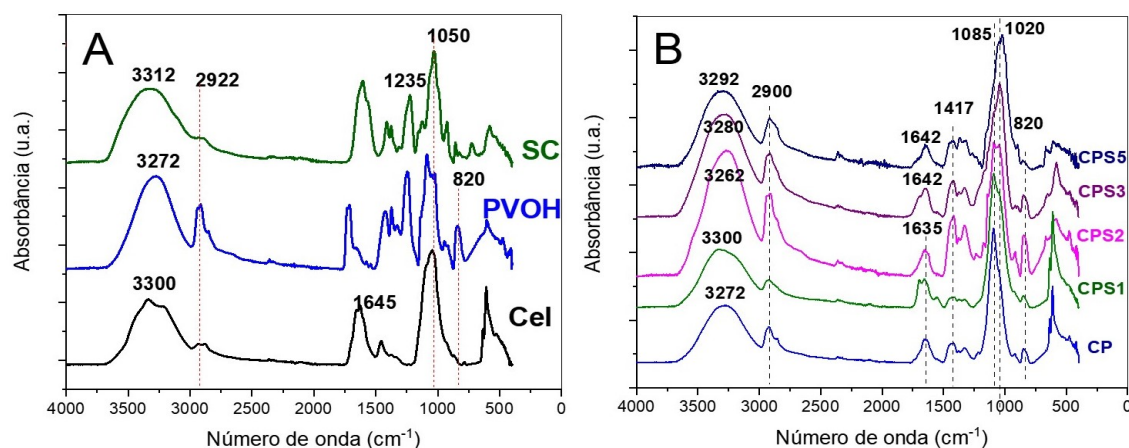 A
3312
2922
1235
1050
SC
3272
820
PVOH
3300
1645
Cel
Absorbância (u.a.)
4000 3500 3000 2500 2000 1500 1000 500 0
Número de onda (cm⁻¹)
B
1085
1020
3292
2900
1417
1642
820
CPS5
3280
1642
CPS3
3262
1635
CPS2
3300
CPS1
3272
CP
Absorbância (u.a.)
4000 3500 3000 2500 2000 1500 1000 500 0
Número de onda (cm⁻¹)